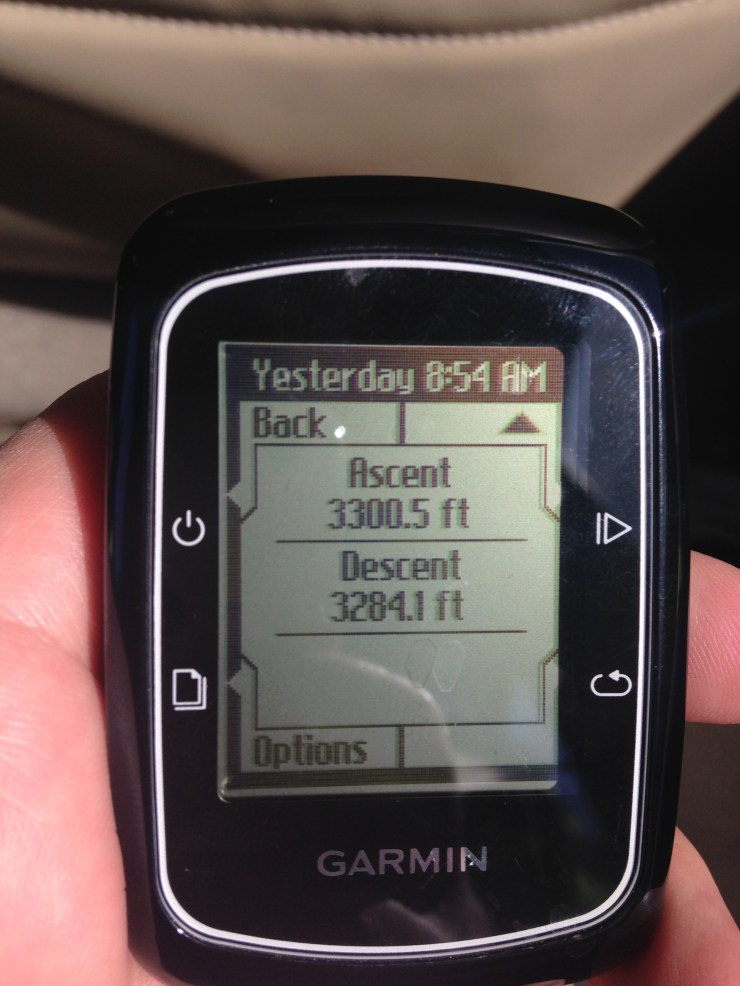 Yesterday 8:54 AM
Back
Ascent
3300.5 ft
Descent
3284.1 ft
Options
GARMIN